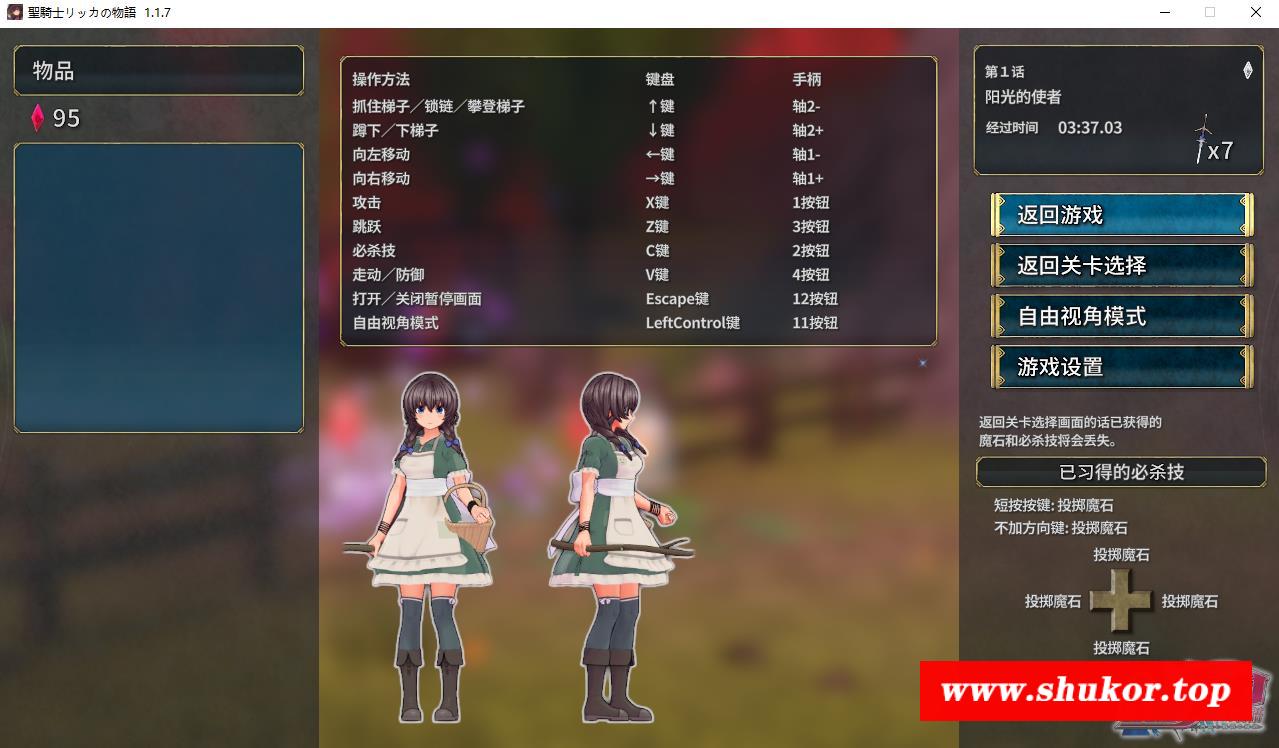 聖騎士リッカの物語 1.1.7
物品
95
操作方法 键盘 手柄
抓住梯子／锁链／攀登梯子 ↑键 轴2-
蹲下／下梯子 ↓键 轴2+
向左移动 ←键 轴1-
向右移动 →键 轴1+
攻击 X键 1按钮
跳跃 Z键 3按钮
必杀技 C键 2按钮
走动／防御 V键 4按钮
打开／关闭暂停画面 Escape键 12按钮
自由视角模式 LeftControl键 11按钮
第１话
阳光的使者
经过时间 03:37.03
x7
返回游戏
返回关卡选择
自由视角模式
游戏设置
返回关卡选择画面的话已获得的
魔石和必杀技将会丢失。
已习得的必杀技
短按按键: 投掷魔石
不加方向键: 投掷魔石
投掷魔石
投掷魔石 投掷魔石
投掷魔石
www.shukor.top